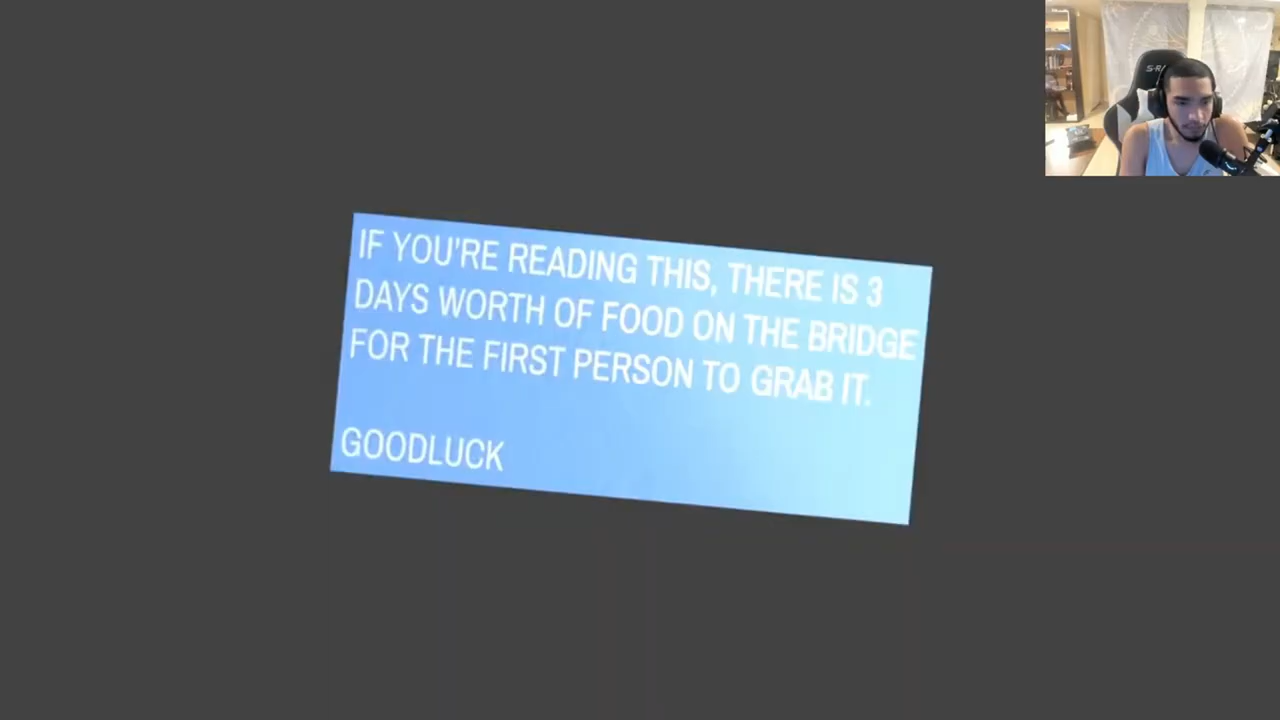 IF YOU'RE READING THIS, THERE IS 3
DAYS WORTH OF FOOD ON THE BRIDGE
FOR THE FIRST PERSON TO GRAB IT.
GOODLUCK